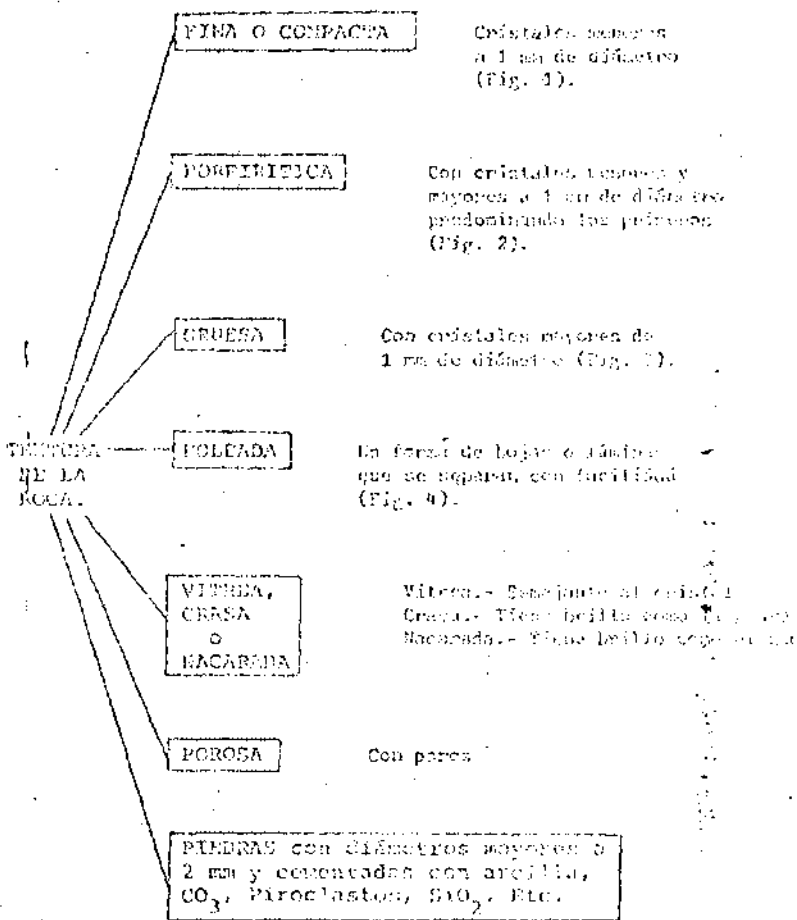 FINA O COMPACTA
Cristales menores
a 1 mm de diámetro
(Fig. 1).
PORFIRITICA
Con cristales menores y
mayores a 1 mm de diámetro
predominando los primeros
(Fig. 2).
GRUESA
Con cristales mayores de
1 mm de diámetro (Fig. 3).
TEXTURA
DE LA
ROCA.
FOLEADA
En forma de hojas o láminas
que se separan con facilidad
(Fig. 4).
VITREA,
CRASA
O
NACARADA
Vitrea.- Semejante al cristal
Crasa.- Tiene brillo como
Nacarada.- Tiene brillo como
POROSA
Con poros
PIEDRAS con diámetros mayores a
2 mm y cementadas con arcilla,
CO3, Piroclastos, SiO2, Etc.